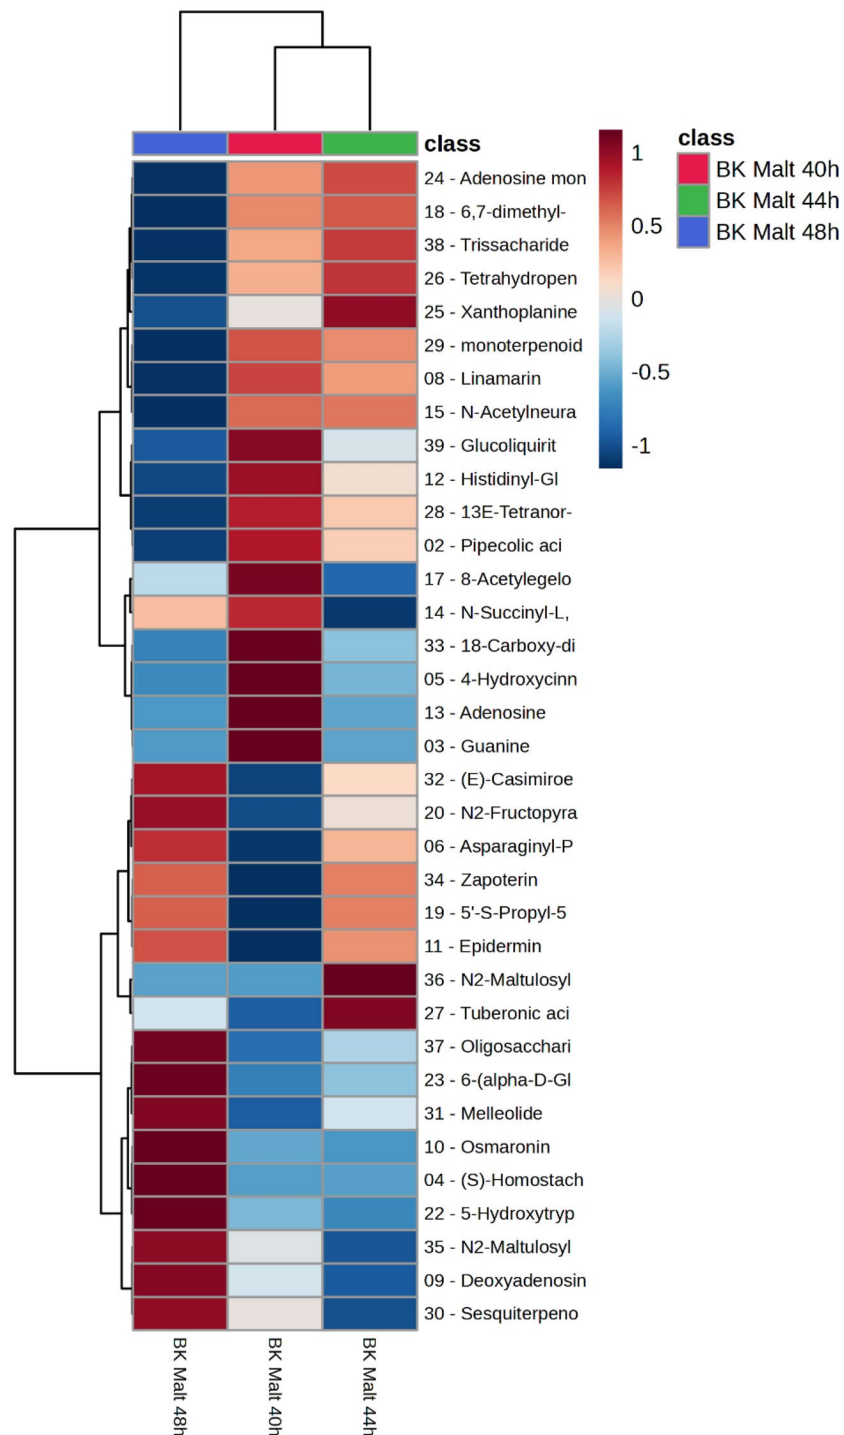 class
24 - Adenosine mon
18 - 6,7-dimethyl-
38 - Trissacharide
26 - Tetrahydropen
25 - Xanthoplanine
29 - monoterpenoid
08 - Linamarin
15 - N-Acetylneura
39 - Glucoliquirit
12 - Histidinyl-Gl
28 - 13E-Tetranor-
02 - Pipecolic aci
17 - 8-Acetylegelo
14 - N-Succinyl-L,
33 - 18-Carboxy-di
05 - 4-Hydroxycinn
13 - Adenosine
03 - Guanine
32 - (E)-Casimiroe
20 - N2-Fructopyra
06 - Asparaginyl-P
34 - Zapoterin
19 - 5'-S-Propyl-5
11 - Epidermin
36 - N2-Maltulosyl
27 - Tuberonic aci
37 - Oligosacchari
23 - 6-(alpha-D-Gl
31 - Melleolide
10 - Osmaronin
04 - (S)-Homostach
22 - 5-Hydroxytryp
35 - N2-Maltulosyl
09 - Deoxyadenosin
30 - Sesquiterpeno
1
0.5
0
-0.5
-1
class
BK Malt 40h
BK Malt 44h
BK Malt 48h
BK Malt 48h
BK Malt 40h
BK Malt 44h